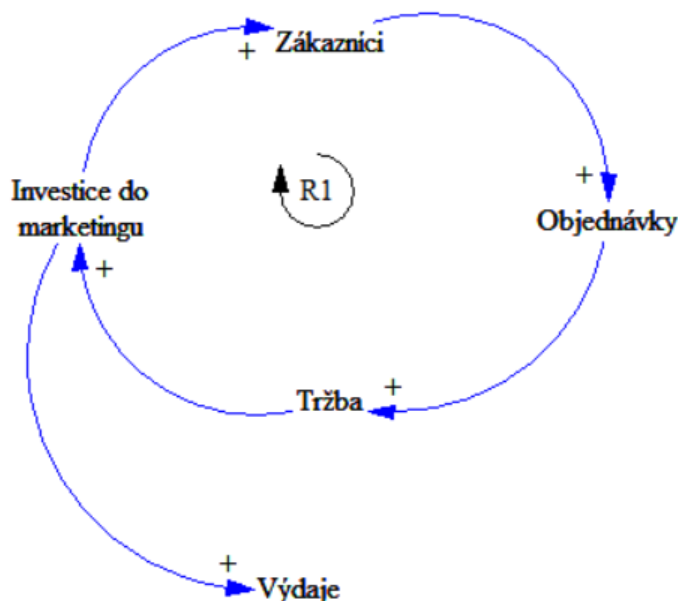 Zákazníci
+
+
Investice do
marketingu
R1
Objednávky
+
Tržba
+
+
Výdaje